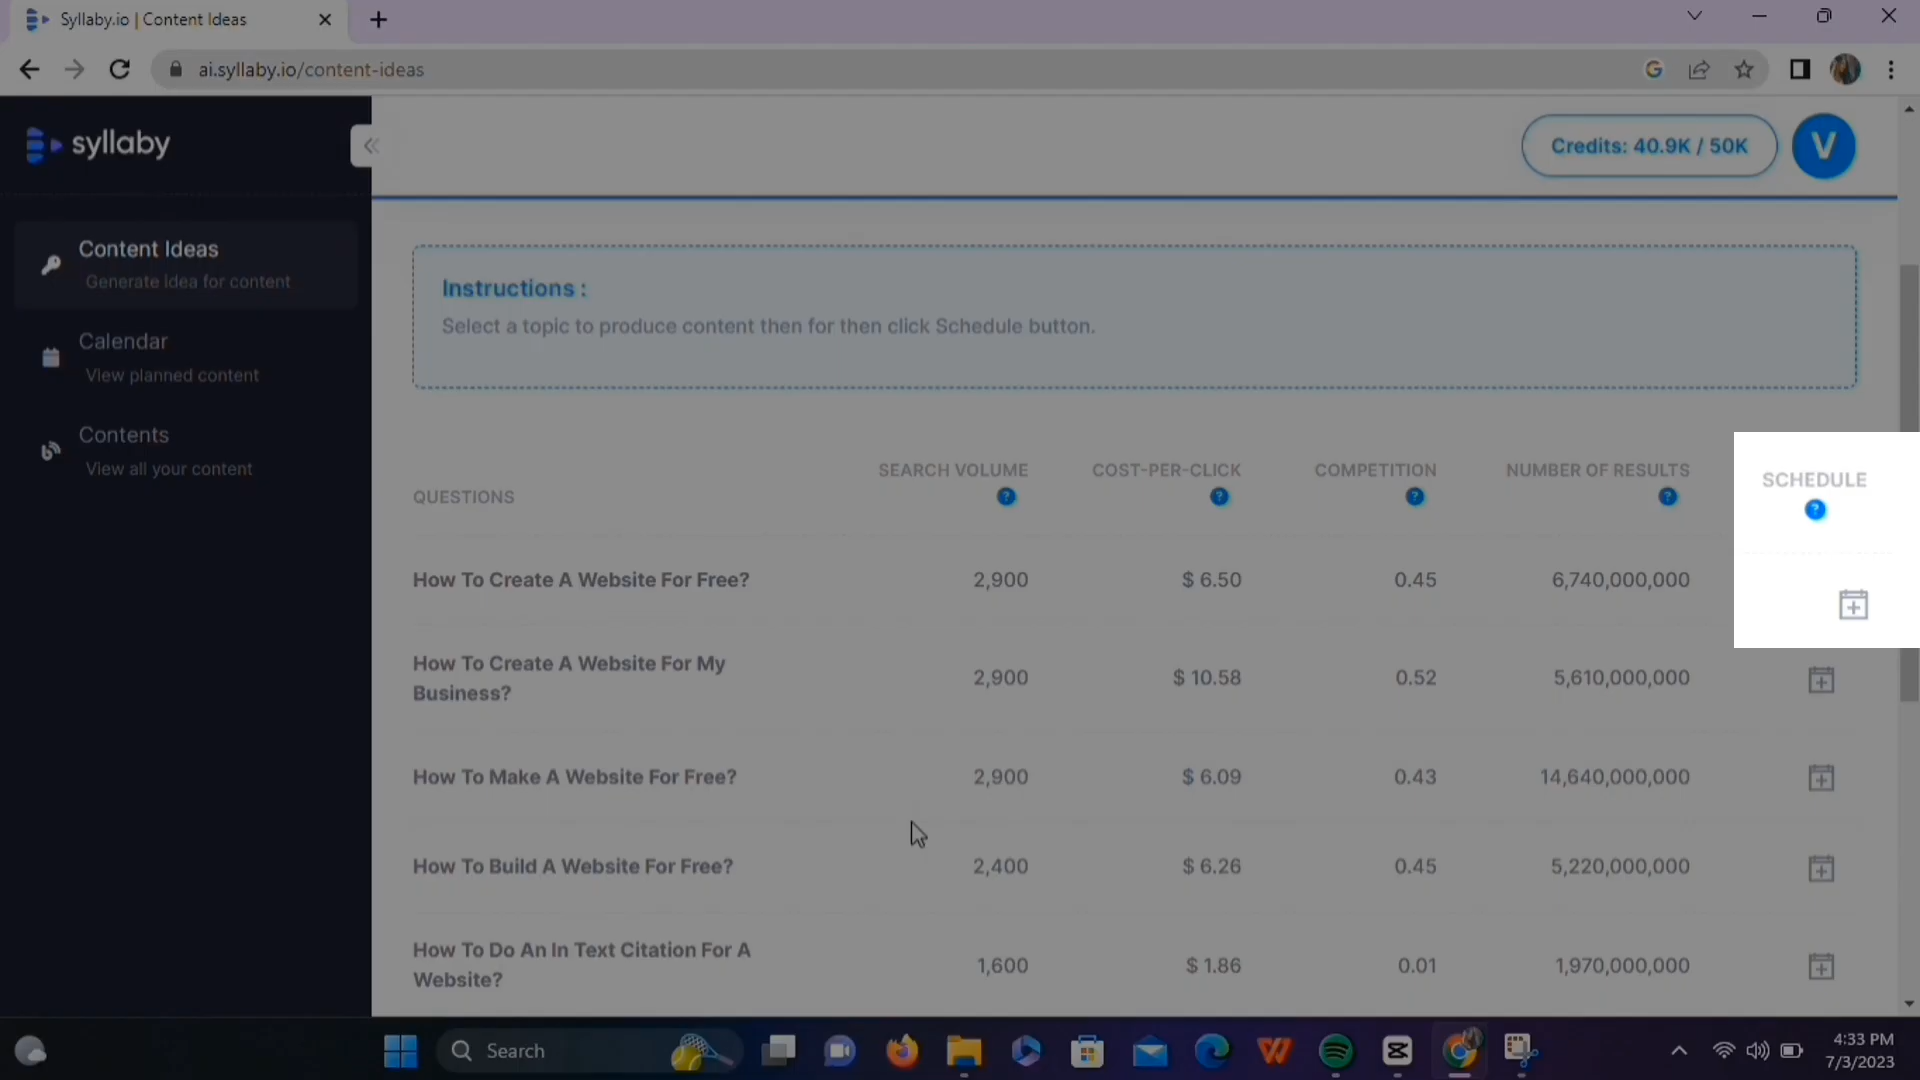 Syllaby.io | Content Ideas
ai.syllaby.io/content-ideas
syllaby
Credits: 40.9K / 50K
V
Content Ideas
Generate idea for content
Calendar
View planned content
Contents
View all your content
Instructions :
Select a topic to produce content then for then click Schedule button.
QUESTIONS SEARCH VOLUME ? COST-PER-CLICK ? COMPETITION ? NUMBER OF RESULTS ? SCHEDULE ?
How To Create A Website For Free? 2,900 $ 6.50 0.45 6,740,000,000
How To Create A Website For My
Business? 2,900 $ 10.58 0.52 5,610,000,000
How To Make A Website For Free? 2,900 $ 6.09 0.43 14,640,000,000
How To Build A Website For Free? 2,400 $ 6.26 0.45 5,220,000,000
How To Do An In Text Citation For A
Website? 1,600 $ 1.86 0.01 1,970,000,000
Search
4:33 PM
7/3/2023